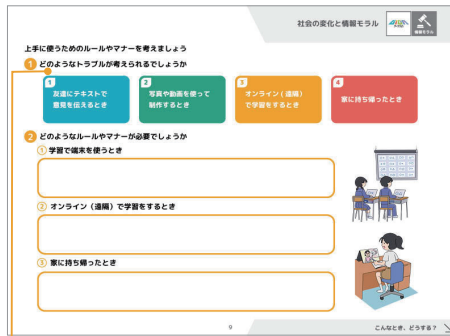 社会の変化と情報モラル
情報モラル
上手に使うためのルールやマナーを考えましょう
1 どのようなトラブルが考えられるでしょうか
1
友達にテキストで
意見を伝えるとき
2
写真や動画を使って
制作するとき
3
オンライン（遠隔）
で学習をするとき
4
家に持ち帰ったとき
2 どのようなルールやマナーが必要でしょうか
① 学習で端末を使うとき
② オンライン（遠隔）で学習をするとき
③ 家に持ち帰ったとき
9
こんなとき、どうする？